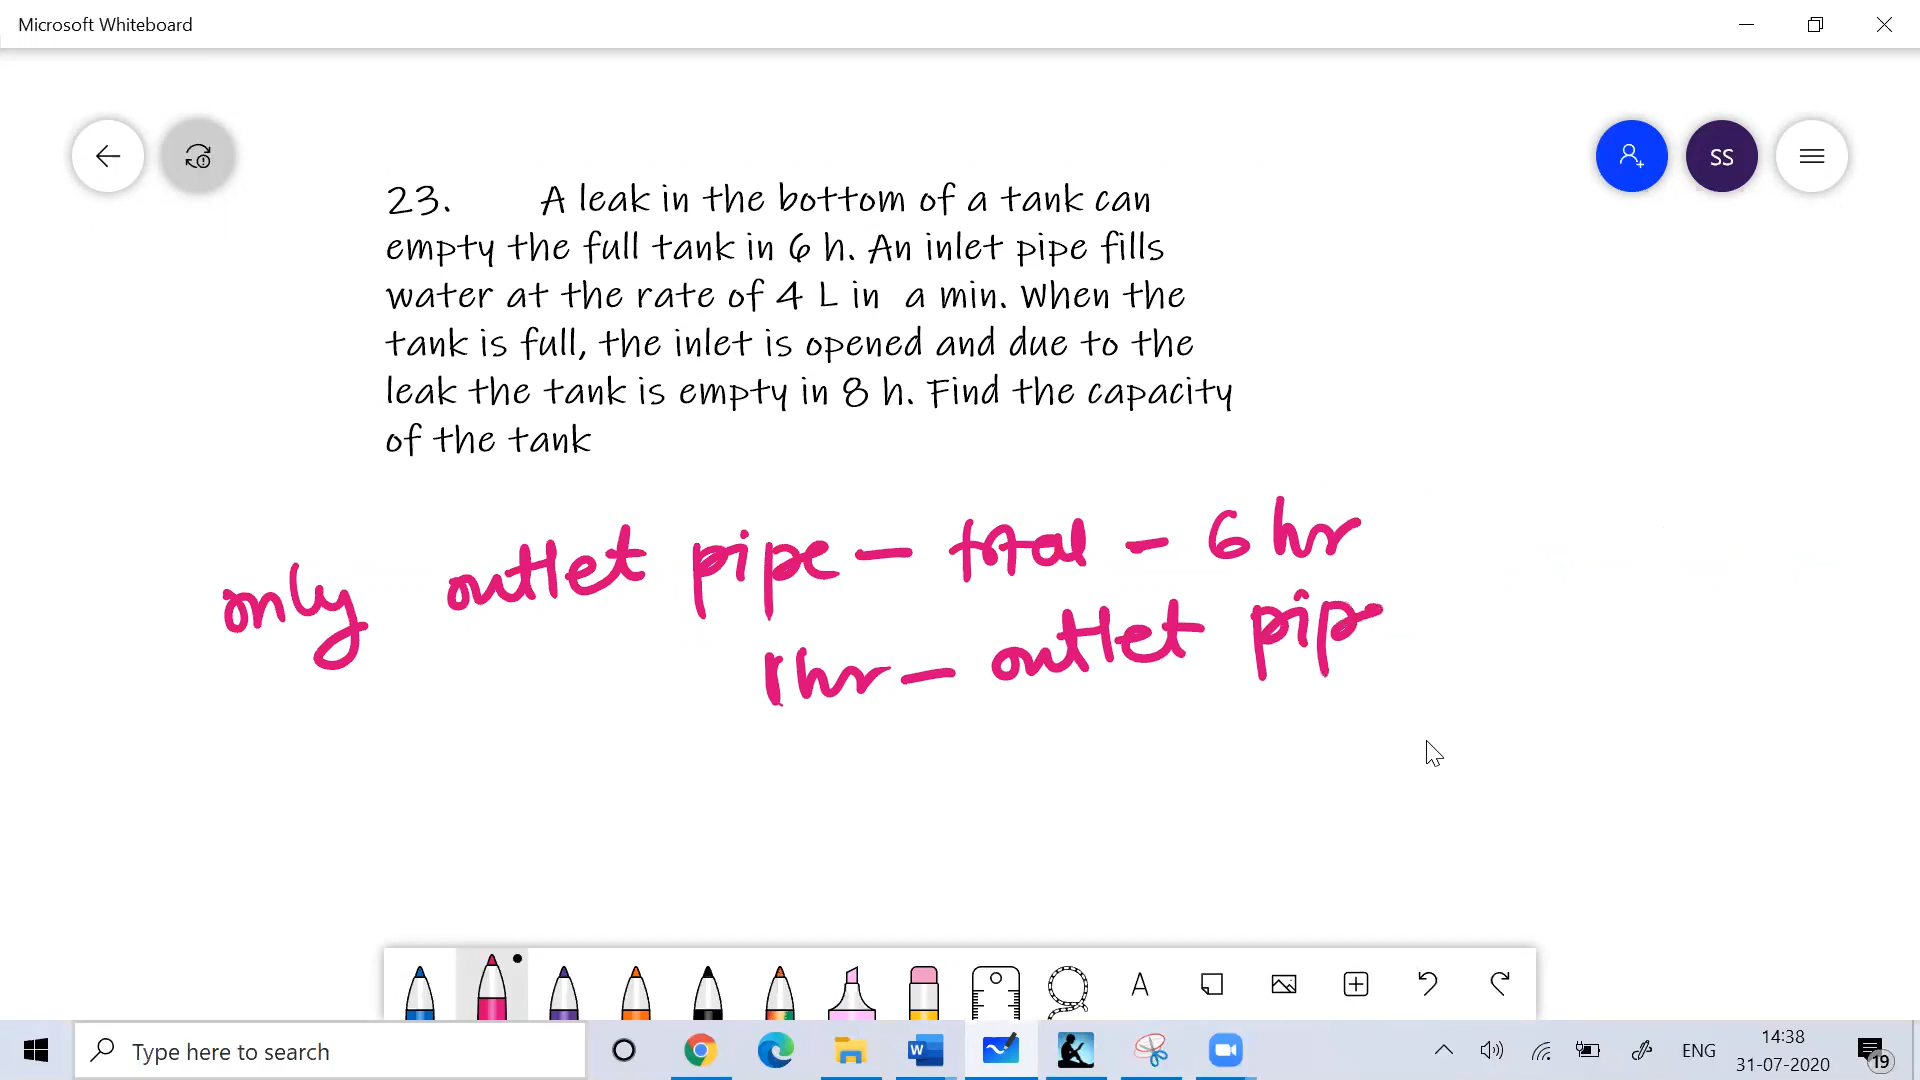 Microsoft Whiteboard
SS
23. A leak in the bottom of a tank can
empty the full tank in 6 h. An inlet pipe fills
water at the rate of 4 L in a min. When the
tank is full, the inlet is opened and due to the
leak the tank is empty in 8 h. Find the capacity
of the tank
only outlet pipe - total - 6 hr
1hr - outlet pip
A
Type here to search
W
ENG
14:38
31-07-2020
19